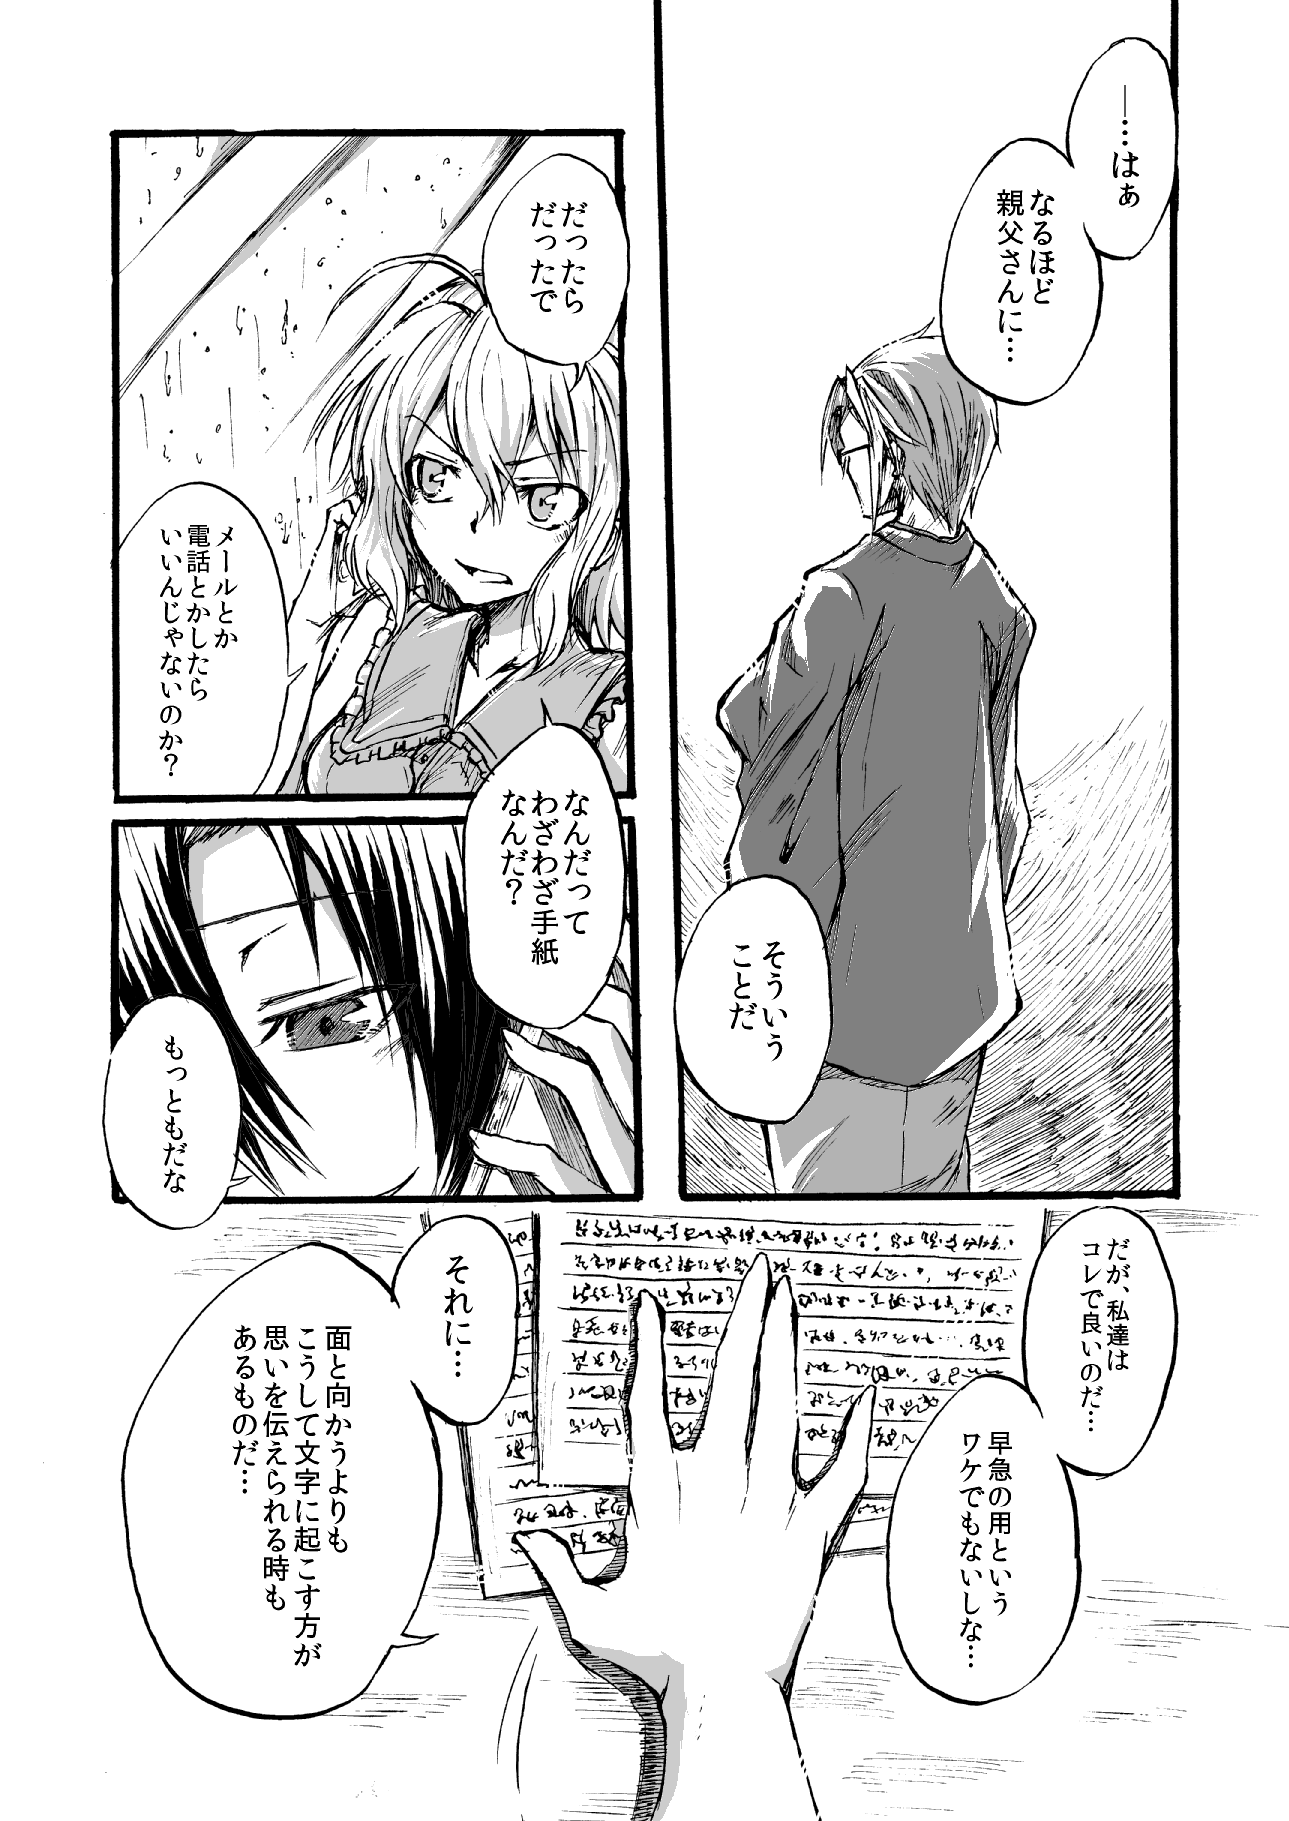 ―…はぁ
なるほど
親父さんに…
そういう
ことだ
だったら
だったで
メールとか
電話とかしたら
いいんじゃないのか？
なんだって
わざわざ手紙
なんだ？
もっともだな
だが、私達は
コレで良いのだ…
早急の用という
ワケでもないしな…
それに…
面と向かうよりも
こうして文字に起こす方が
思いを伝えられる時も
あるものだ…